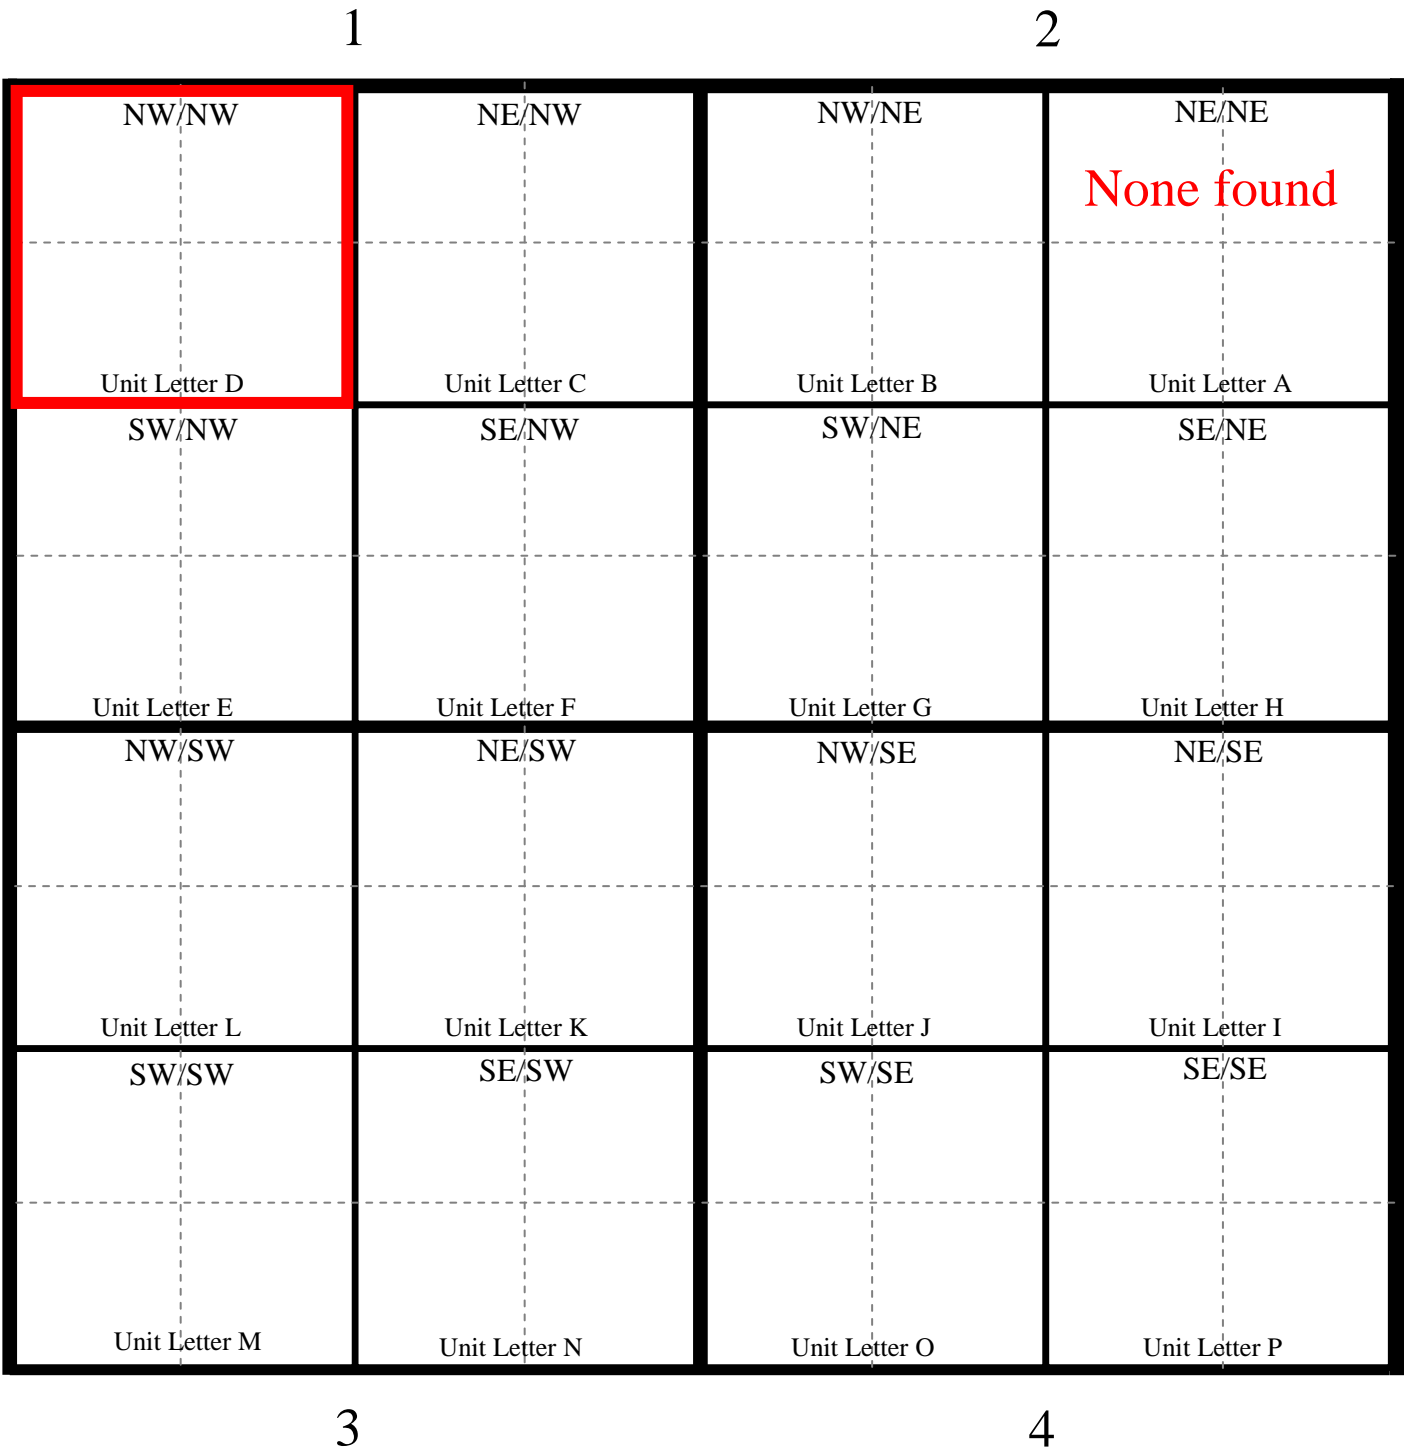 1 2
NW/NW NE/NW NW/NE NE/NE
None found
Unit Letter D Unit Letter C Unit Letter B Unit Letter A
SW/NW SE/NW SW/NE SE/NE
Unit Letter E Unit Letter F Unit Letter G Unit Letter H
NW/SW NE/SW NW/SE NE/SE
Unit Letter L Unit Letter K Unit Letter J Unit Letter I
SW/SW SE/SW SW/SE SE/SE
Unit Letter M Unit Letter N Unit Letter O Unit Letter P
3 4